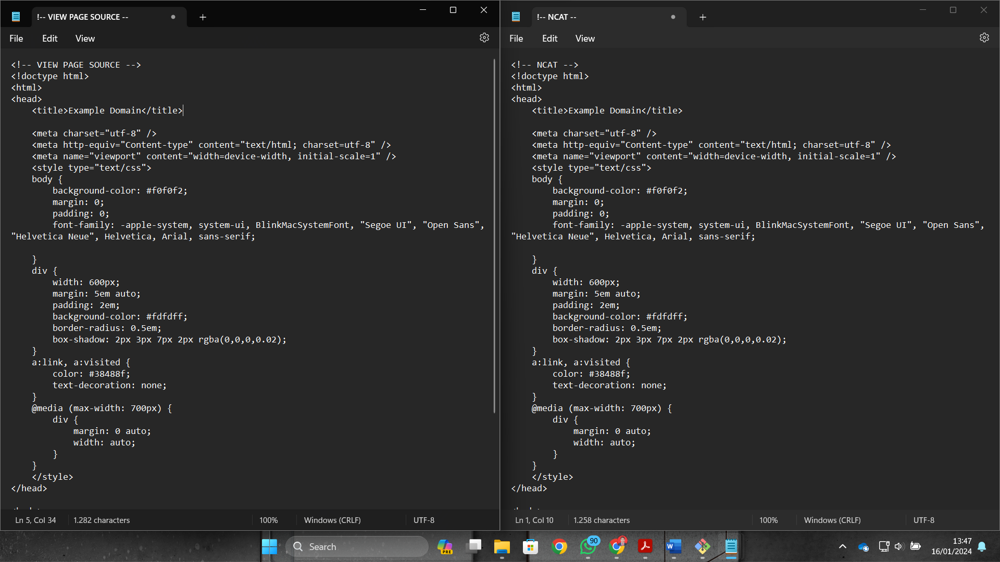 !-- VIEW PAGE SOURCE --
File Edit View
<!-- VIEW PAGE SOURCE -->
<!doctype html>
<html>
<head>
    <title>Example Domain</title>

    <meta charset="utf-8" />
    <meta http-equiv="Content-type" content="text/html; charset=utf-8" />
    <meta name="viewport" content="width=device-width, initial-scale=1" />
    <style type="text/css">
    body {
        background-color: #f0f0f2;
        margin: 0;
        padding: 0;
        font-family: -apple-system, system-ui, BlinkMacSystemFont, "Segoe UI", "Open Sans",
"Helvetica Neue", Helvetica, Arial, sans-serif;

    }
    div {
        width: 600px;
        margin: 5em auto;
        padding: 2em;
        background-color: #fdfdff;
        border-radius: 0.5em;
        box-shadow: 2px 3px 7px 2px rgba(0,0,0,0.02);
    }
    a:link, a:visited {
        color: #38488f;
        text-decoration: none;
    }
    @media (max-width: 700px) {
        div {
            margin: 0 auto;
            width: auto;
        }
    }
    </style>
</head>
Ln 5, Col 34 1.282 characters 100% Windows (CRLF) UTF-8
!-- NCAT --
File Edit View
<!-- NCAT -->
<!doctype html>
<html>
<head>
    <title>Example Domain</title>

    <meta charset="utf-8" />
    <meta http-equiv="Content-type" content="text/html; charset=utf-8" />
    <meta name="viewport" content="width=device-width, initial-scale=1" />
    <style type="text/css">
    body {
        background-color: #f0f0f2;
        margin: 0;
        padding: 0;
        font-family: -apple-system, system-ui, BlinkMacSystemFont, "Segoe UI", "Open Sans",
"Helvetica Neue", Helvetica, Arial, sans-serif;

    }
    div {
        width: 600px;
        margin: 5em auto;
        padding: 2em;
        background-color: #fdfdff;
        border-radius: 0.5em;
        box-shadow: 2px 3px 7px 2px rgba(0,0,0,0.02);
    }
    a:link, a:visited {
        color: #38488f;
        text-decoration: none;
    }
    @media (max-width: 700px) {
        div {
            margin: 0 auto;
            width: auto;
        }
    }
    </style>
</head>
Ln 1, Col 10 1.258 characters 100% Windows (CRLF) UTF-8
Search
PRE
90
W
13:47
16/01/2024